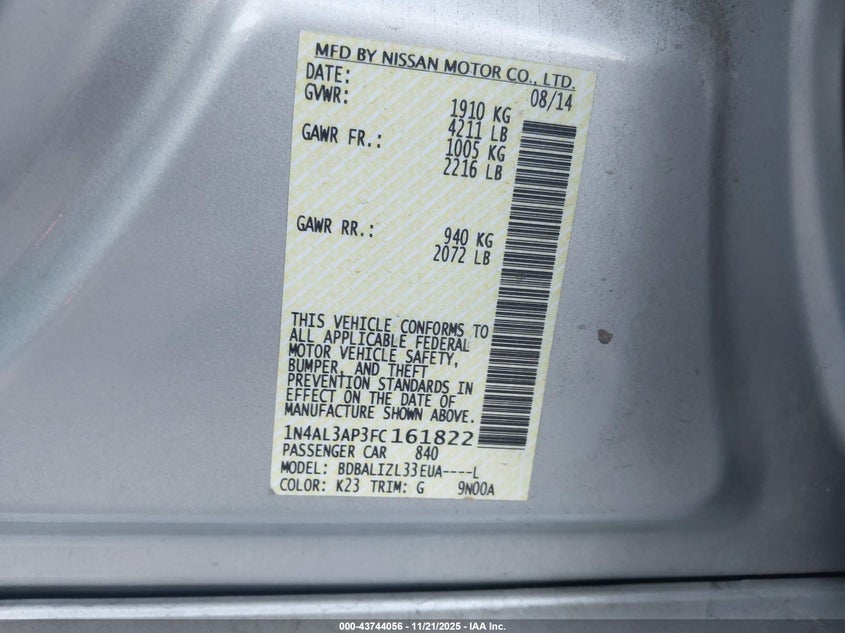 MFD BY NISSAN MOTOR CO., LTD.
DATE: 08/14
GVWR: 1910 KG
4211 LB
GAWR FR.: 1005 KG
2216 LB
GAWR RR.: 940 KG
2072 LB
THIS VEHICLE CONFORMS TO
ALL APPLICABLE FEDERAL
MOTOR VEHICLE SAFETY,
BUMPER, AND THEFT
PREVENTION STANDARDS IN
EFFECT ON THE DATE OF
MANUFACTURE SHOWN ABOVE.
1N4AL3AP3FC161822
PASSENGER CAR 840
MODEL: BDBALIZL33EUA----L
COLOR: K23 TRIM: G 9N00A
000-43744056 - 11/21/2025 - IAA Inc.